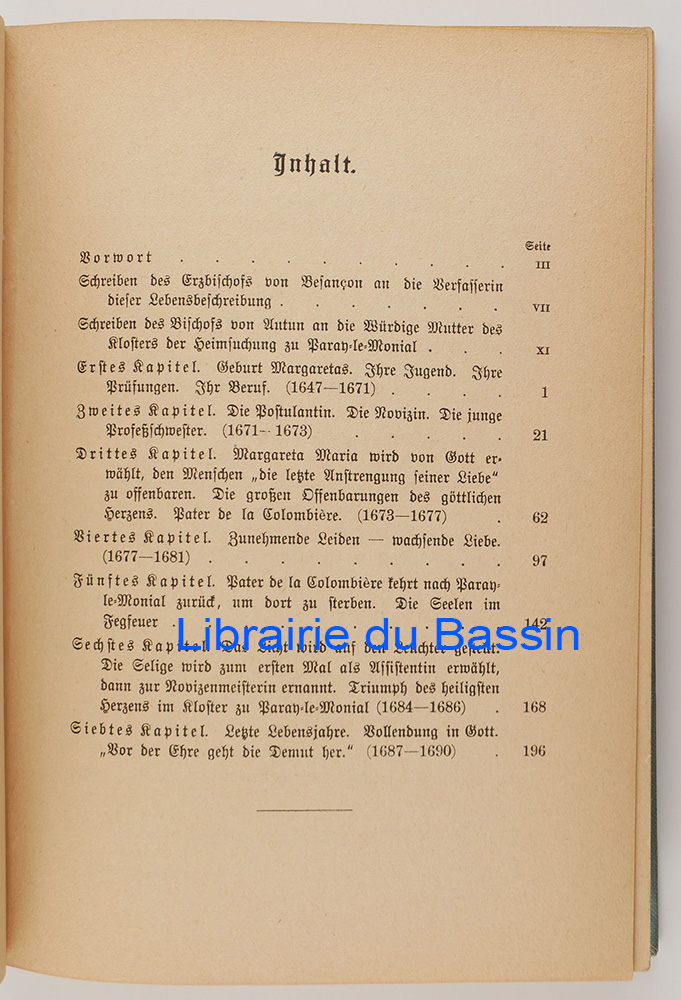 Inhalt.
Seite
Vorwort . . . . . . . . . . III
Schreiben des Erzbischofs von Besançon an die Verfasserin
dieser Lebensbeschreibung . . . . . . . VII
Schreiben des Bischofs von Autun an die Würdige Mutter des
Klosters der Heimsuchung zu Paray-le-Monial . . . XI
Erstes Kapitel. Geburt Margaretas. Ihre Jugend. Ihre
Prüfungen. Ihr Beruf. (1647—1671) . . . . 1
Zweites Kapitel. Die Postulantin. Die Novizin. Die junge
Profeßschwester. (1671—1673) . . . . . 21
Drittes Kapitel. Margareta Maria wird von Gott er-
wählt, den Menschen „die letzte Anstrengung seiner Liebe“
zu offenbaren. Die großen Offenbarungen des göttlichen
Herzens. Pater de la Colombière. (1673—1677) . 62
Viertes Kapitel. Zunehmende Leiden — wachsende Liebe.
(1677—1681) . . . . . . . . . 97
Fünftes Kapitel. Pater de la Colombière kehrt nach Paray-
le-Monial zurück, um dort zu sterben. Die Seelen im
Fegfeuer . . . . . . . . . . 142
Librairie du Bassin
Sechstes Kapitel. Das Licht wird auf den Leuchter gestellt.
Die Selige wird zum ersten Mal als Assistentin erwählt,
dann zur Novizenmeisterin ernannt. Triumph des heiligsten
Herzens im Kloster zu Paray-le-Monial (1684—1686) . 168
Siebtes Kapitel. Letzte Lebensjahre. Vollendung in Gott.
„Vor der Ehre geht die Demut her.“ (1687—1690) . 196